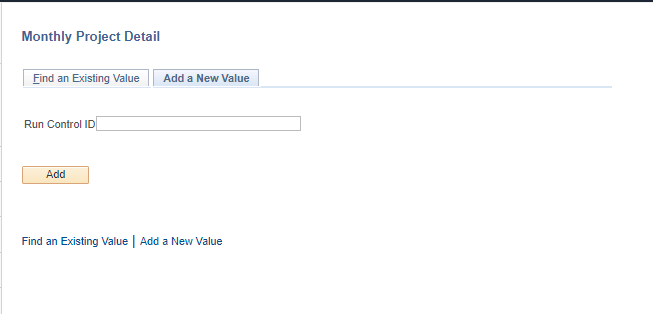 Monthly Project Detail
Find an Existing Value Add a New Value
Run Control ID
Add
Find an Existing Value | Add a New Value